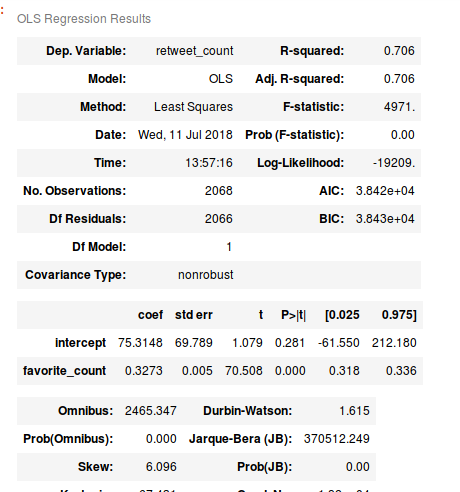 :
OLS Regression Results
Dep. Variable: retweet_count R-squared: 0.706
Model: OLS Adj. R-squared: 0.706
Method: Least Squares F-statistic: 4971.
Date: Wed, 11 Jul 2018 Prob (F-statistic): 0.00
Time: 13:57:16 Log-Likelihood: -19209.
No. Observations: 2068 AIC: 3.842e+04
Df Residuals: 2066 BIC: 3.843e+04
Df Model: 1
Covariance Type: nonrobust
coef std err t P>|t| [0.025 0.975]
intercept 75.3148 69.789 1.079 0.281 -61.550 212.180
favorite_count 0.3273 0.005 70.508 0.000 0.318 0.336
Omnibus: 2465.347 Durbin-Watson: 1.615
Prob(Omnibus): 0.000 Jarque-Bera (JB): 370512.249
Skew: 6.096 Prob(JB): 0.00